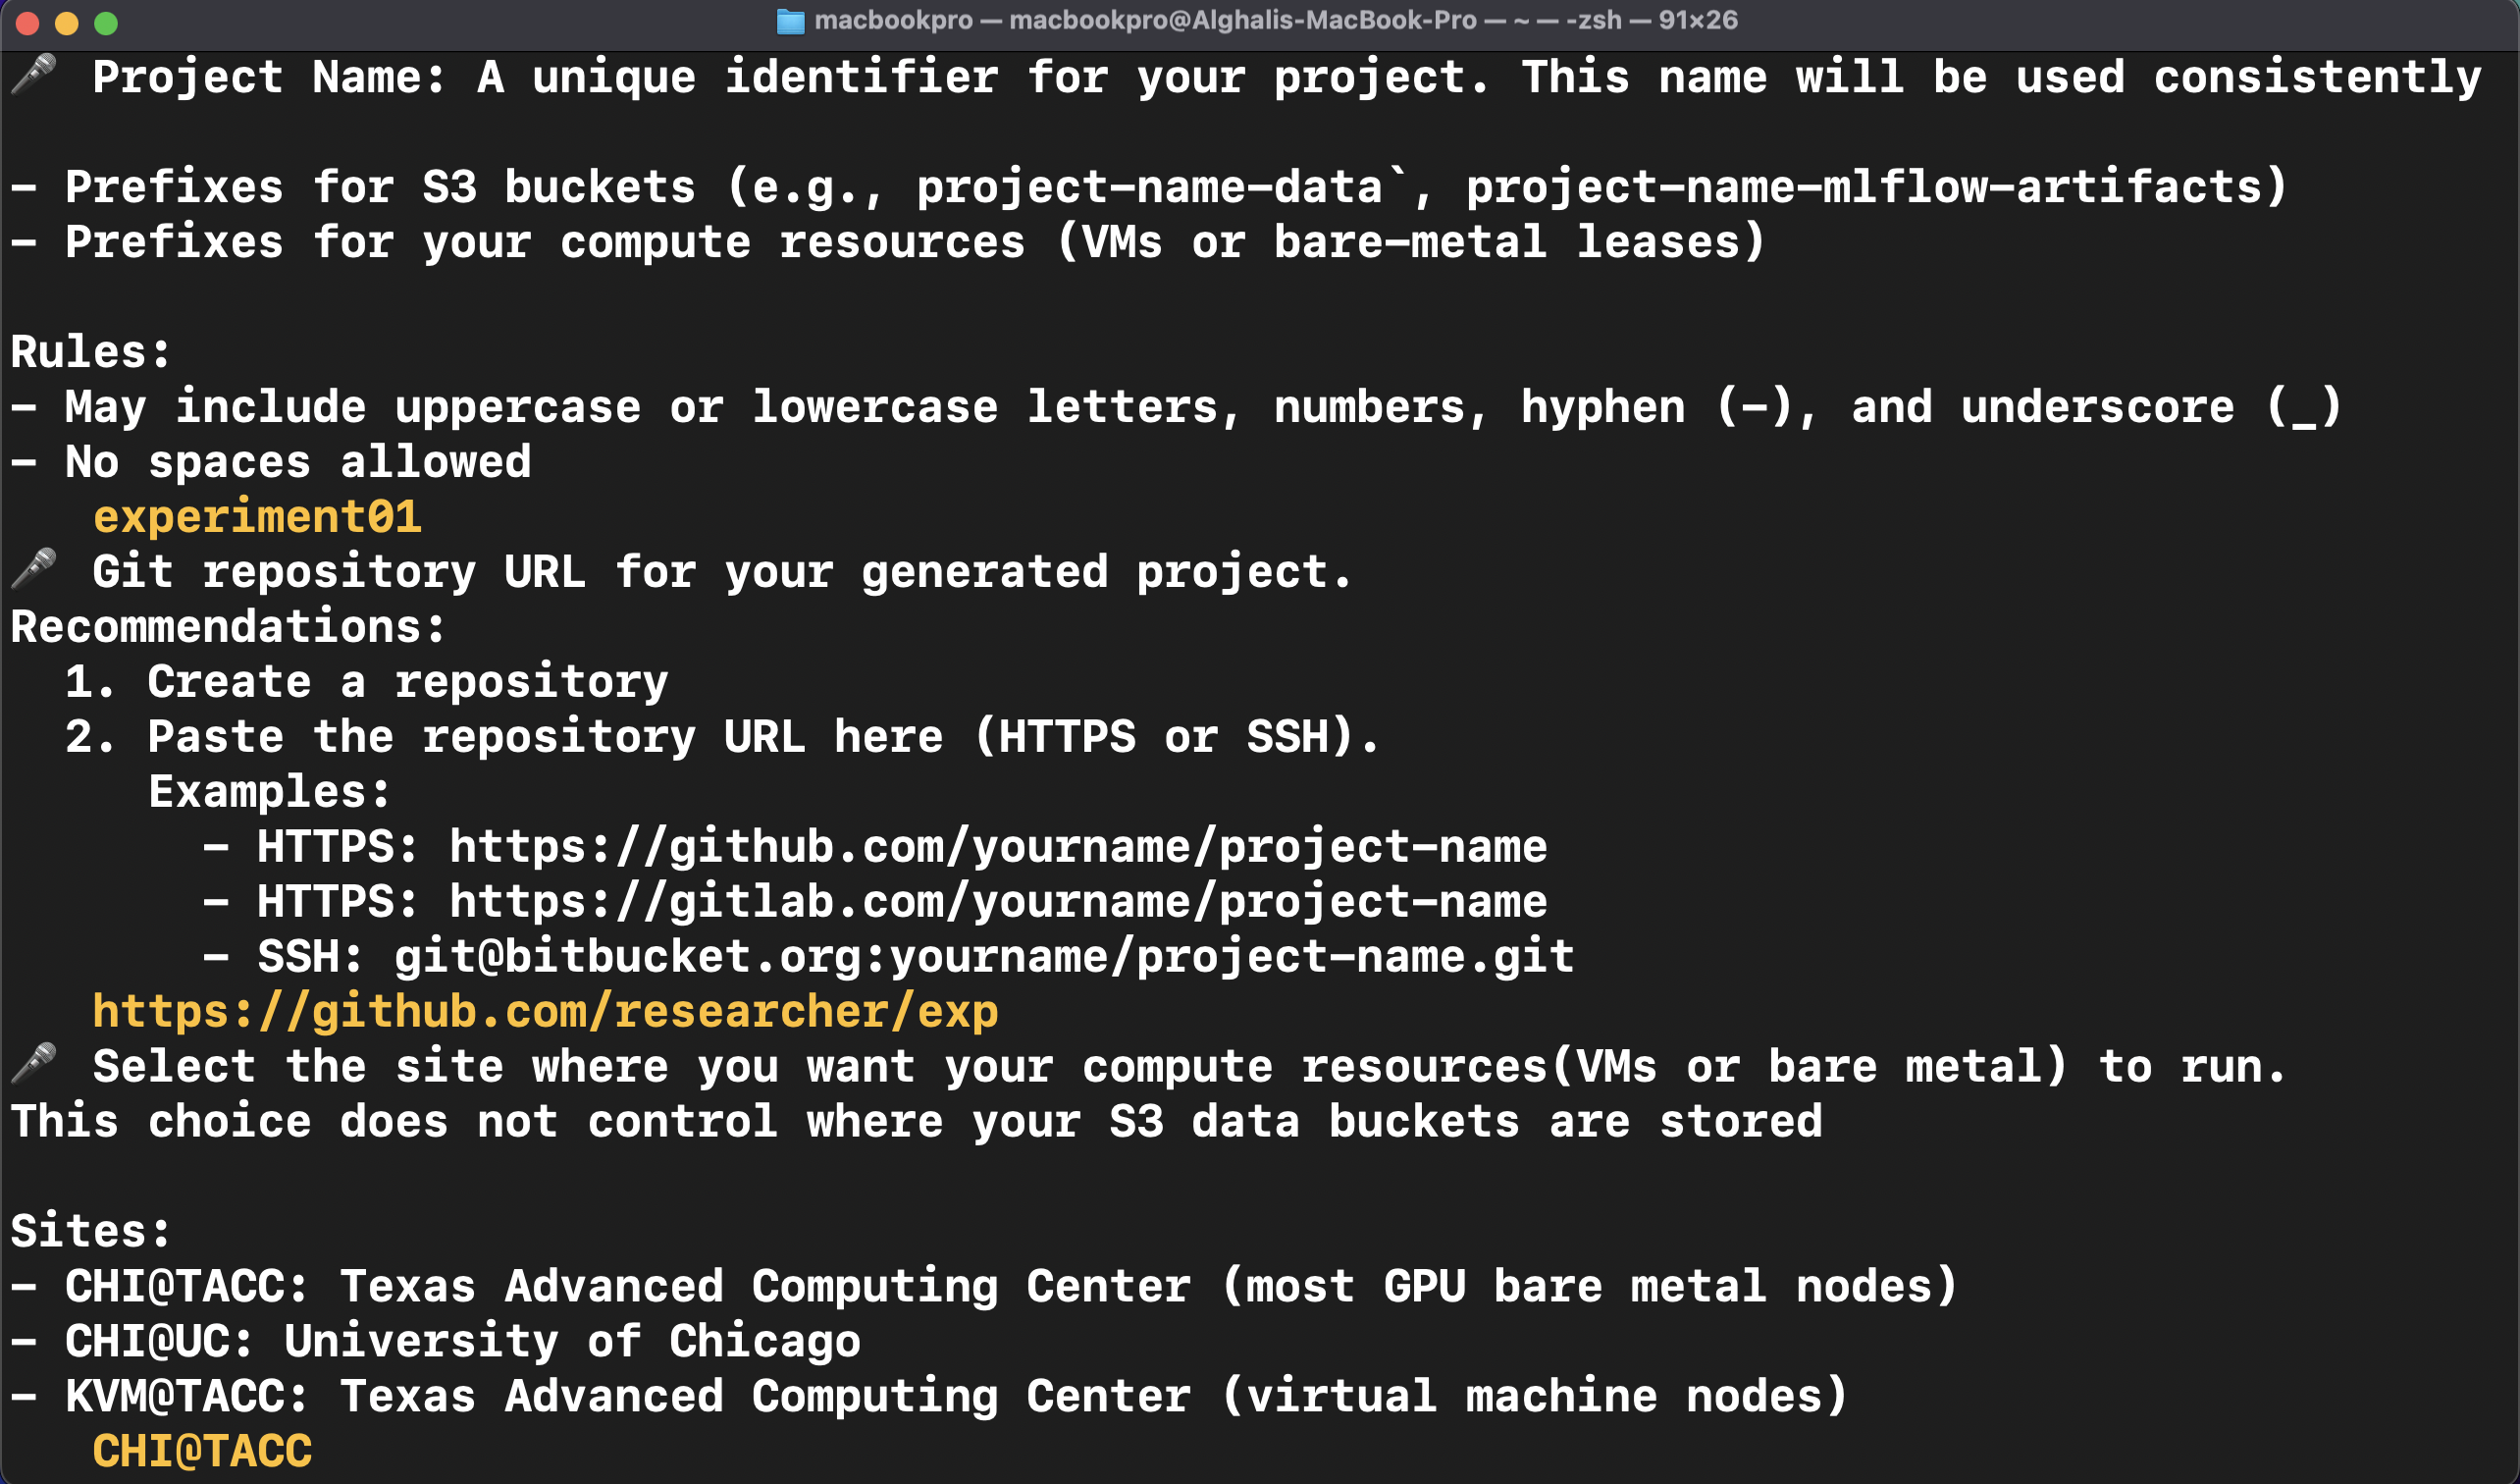 macbookpro — macbookpro@Alghalis-MacBook-Pro — ~ — -zsh — 91×26
🎤 Project Name: A unique identifier for your project. This name will be used consistently
- Prefixes for S3 buckets (e.g., project-name-data`, project-name-mlflow-artifacts)
- Prefixes for your compute resources (VMs or bare-metal leases)
Rules:
- May include uppercase or lowercase letters, numbers, hyphen (-), and underscore (_)
- No spaces allowed
experiment01
🎤 Git repository URL for your generated project.
Recommendations:
1. Create a repository
2. Paste the repository URL here (HTTPS or SSH).
Examples:
- HTTPS: https://github.com/yourname/project-name
- HTTPS: https://gitlab.com/yourname/project-name
- SSH: git@bitbucket.org:yourname/project-name.git
https://github.com/researcher/exp
🎤 Select the site where you want your compute resources(VMs or bare metal) to run.
This choice does not control where your S3 data buckets are stored
Sites:
- CHI@TACC: Texas Advanced Computing Center (most GPU bare metal nodes)
- CHI@UC: University of Chicago
- KVM@TACC: Texas Advanced Computing Center (virtual machine nodes)
CHI@TACC